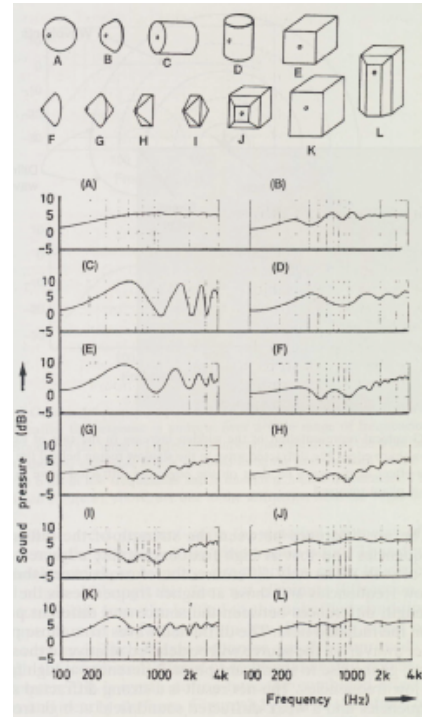 A B C D E
F G H I J K L
(A) (B)
10
5
0
-5
(C) (D)
10
5
0
-5
(E) (F)
10
5
0
-5
(G) (H)
10
5
0
-5
(I) (J)
10
5
0
-5
(K) (L)
10
5
0
-5
100 200 1000 2k 4k 100 200 1000 2k 4k
Sound pressure (dB)
Frequency (Hz)